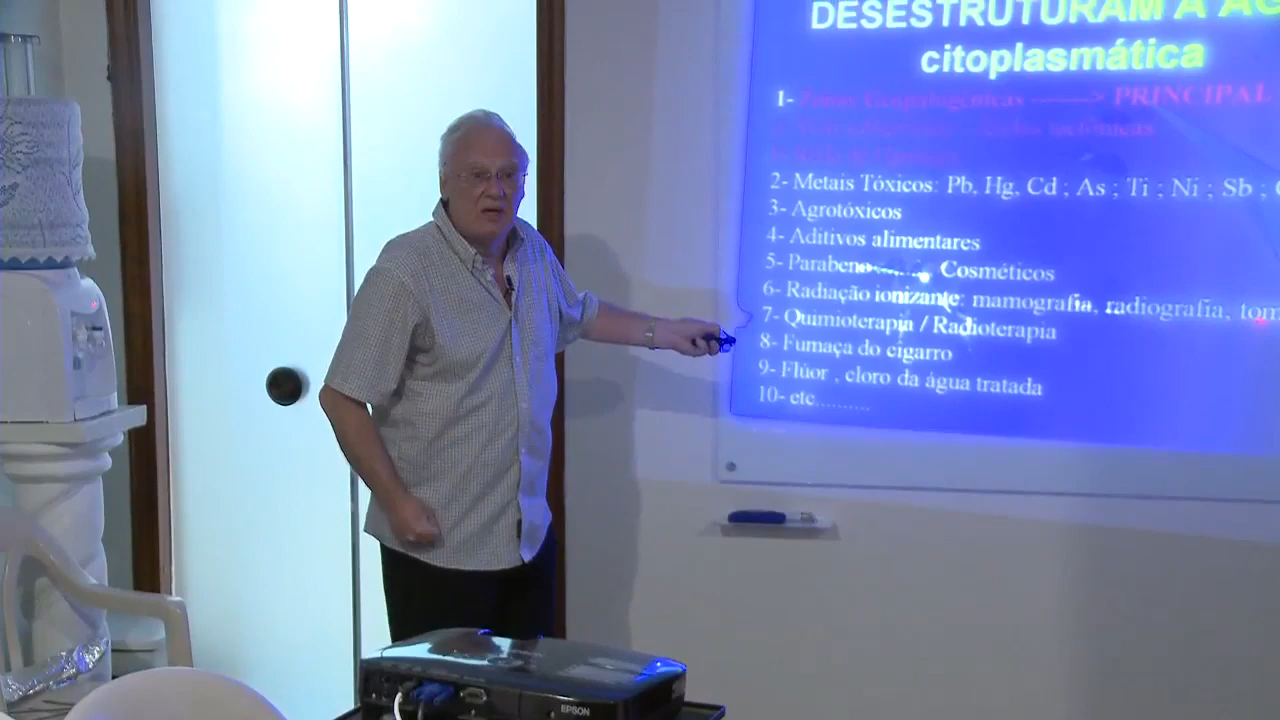 DESESTRUTURAM A ÁG
citoplasmática
1- Zonas Geopatogênicas ------> PRINCIPAL
2- Metais Tóxicos: Pb, Hg, Cd ; As ; Ti ; Ni ; Sb ;
3- Agrotóxicos
4- Aditivos alimentares
5- Parabeno Cosméticos
6- Radiação ionizante: mamografia, radiografia, tom
7- Quimioterapia / Radioterapia
8- Fumaça do cigarro
9- Flúor , cloro da água tratada
10- etc..........
EPSON